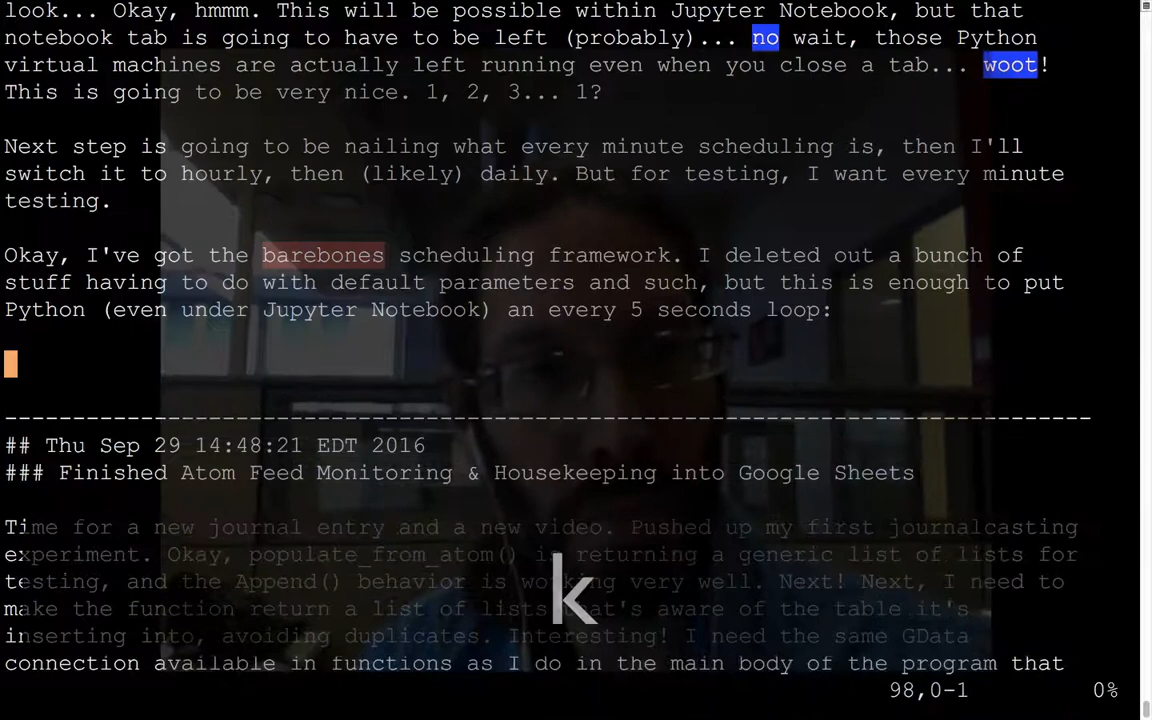 look... Okay, hmmm. This will be possible within Jupyter Notebook, but that
notebook tab is going to have to be left (probably)... no wait, those Python
virtual machines are actually left running even when you close a tab... woot!
This is going to be very nice. 1, 2, 3... 1?
Next step is going to be nailing what every minute scheduling is, then I'll
switch it to hourly, then (likely) daily. But for testing, I want every minute
testing.
Okay, I've got the barebones scheduling framework. I deleted out a bunch of
stuff having to do with default parameters and such, but this is enough to put
Python (even under Jupyter Notebook) an every 5 seconds loop:
--------------------------------------------------------------------------------
## Thu Sep 29 14:48:21 EDT 2016
### Finished Atom Feed Monitoring & Housekeeping into Google Sheets
Time for a new journal entry and a new video. Pushed up my first journalcasting
experiment. Okay, populate_from_atom() is returning a generic list of lists for
testing, and the Append() behavior is working very well. Next! Next, I need to
make the function return a list of lists that's aware of the table it's
inserting into, avoiding duplicates. Interesting! I need the same GData
connection available in functions as I do in the main body of the program that
k
98,0-1 0%